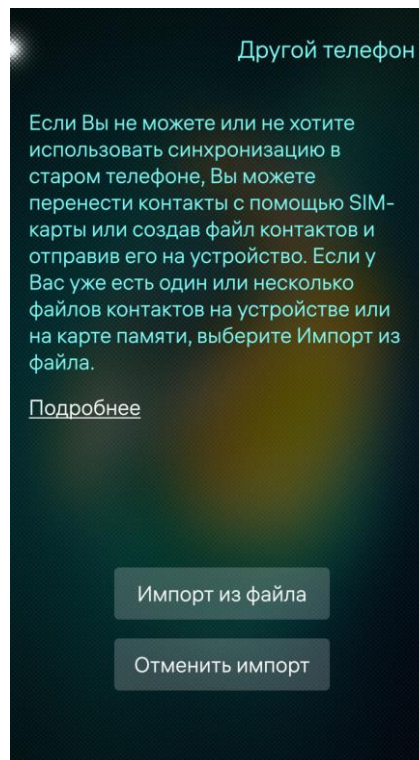 Другой телефон
Если Вы не можете или не хотите
использовать синхронизацию в
старом телефоне, Вы можете
перенести контакты с помощью SIM-
карты или создав файл контактов и
отправив его на устройство. Если у
Вас уже есть один или несколько
файлов контактов на устройстве или
на карте памяти, выберите Импорт из
файла.
Подробнее
Импорт из файла
Отменить импорт